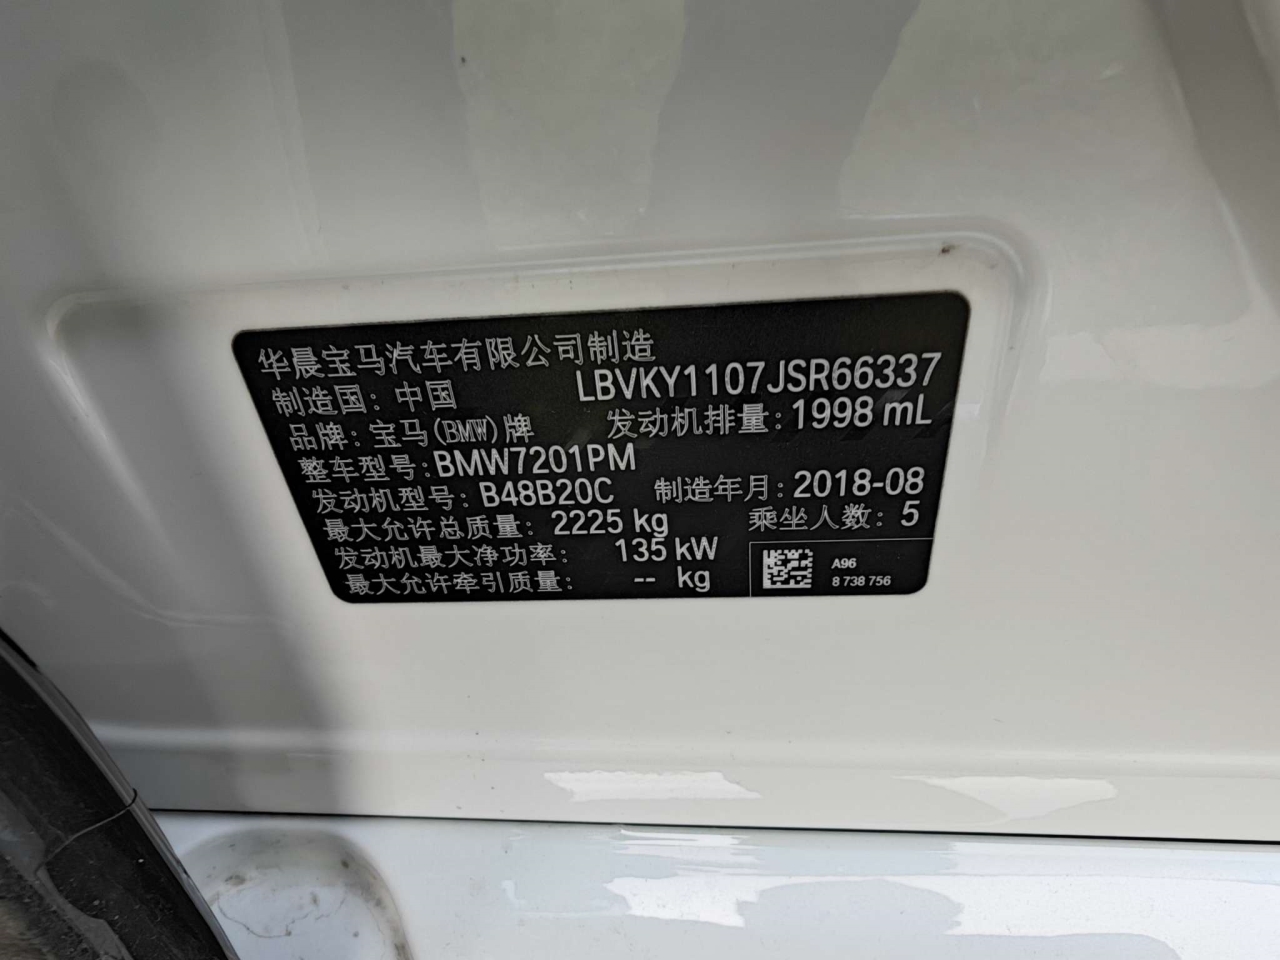 华晨宝马汽车有限公司制造
制造国：中国 LBVKY1107JSR66337
品牌：宝马(BMW)牌 发动机排量：1998 mL
整车型号：BMW7201PM
发动机型号：B48B20C 制造年月：2018-08
最大允许总质量：2225 kg 乘坐人数：5
发动机最大净功率：135 kW
最大允许牵引质量：-- kg
A96
8 738 756